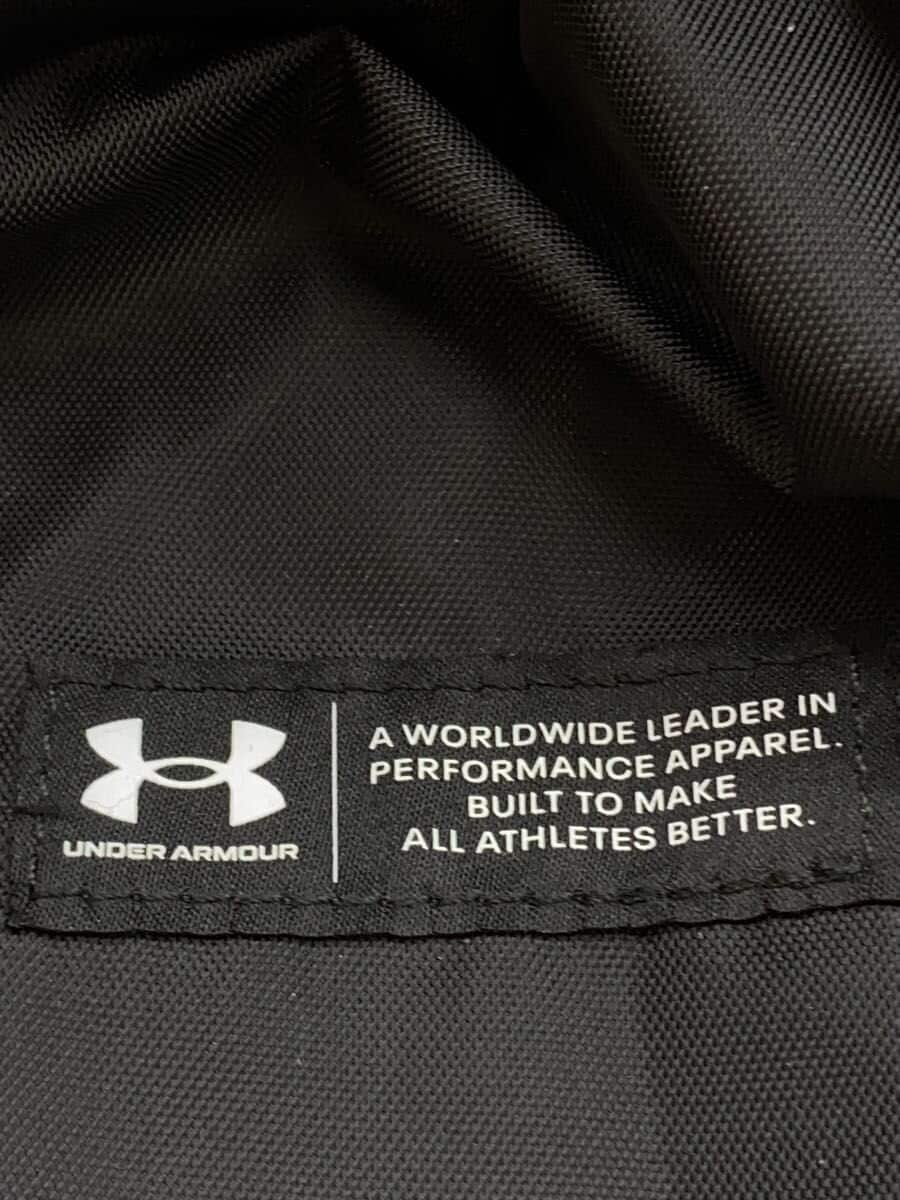 UNDER ARMOUR
A WORLDWIDE LEADER IN
PERFORMANCE APPAREL.
BUILT TO MAKE
ALL ATHLETES BETTER.